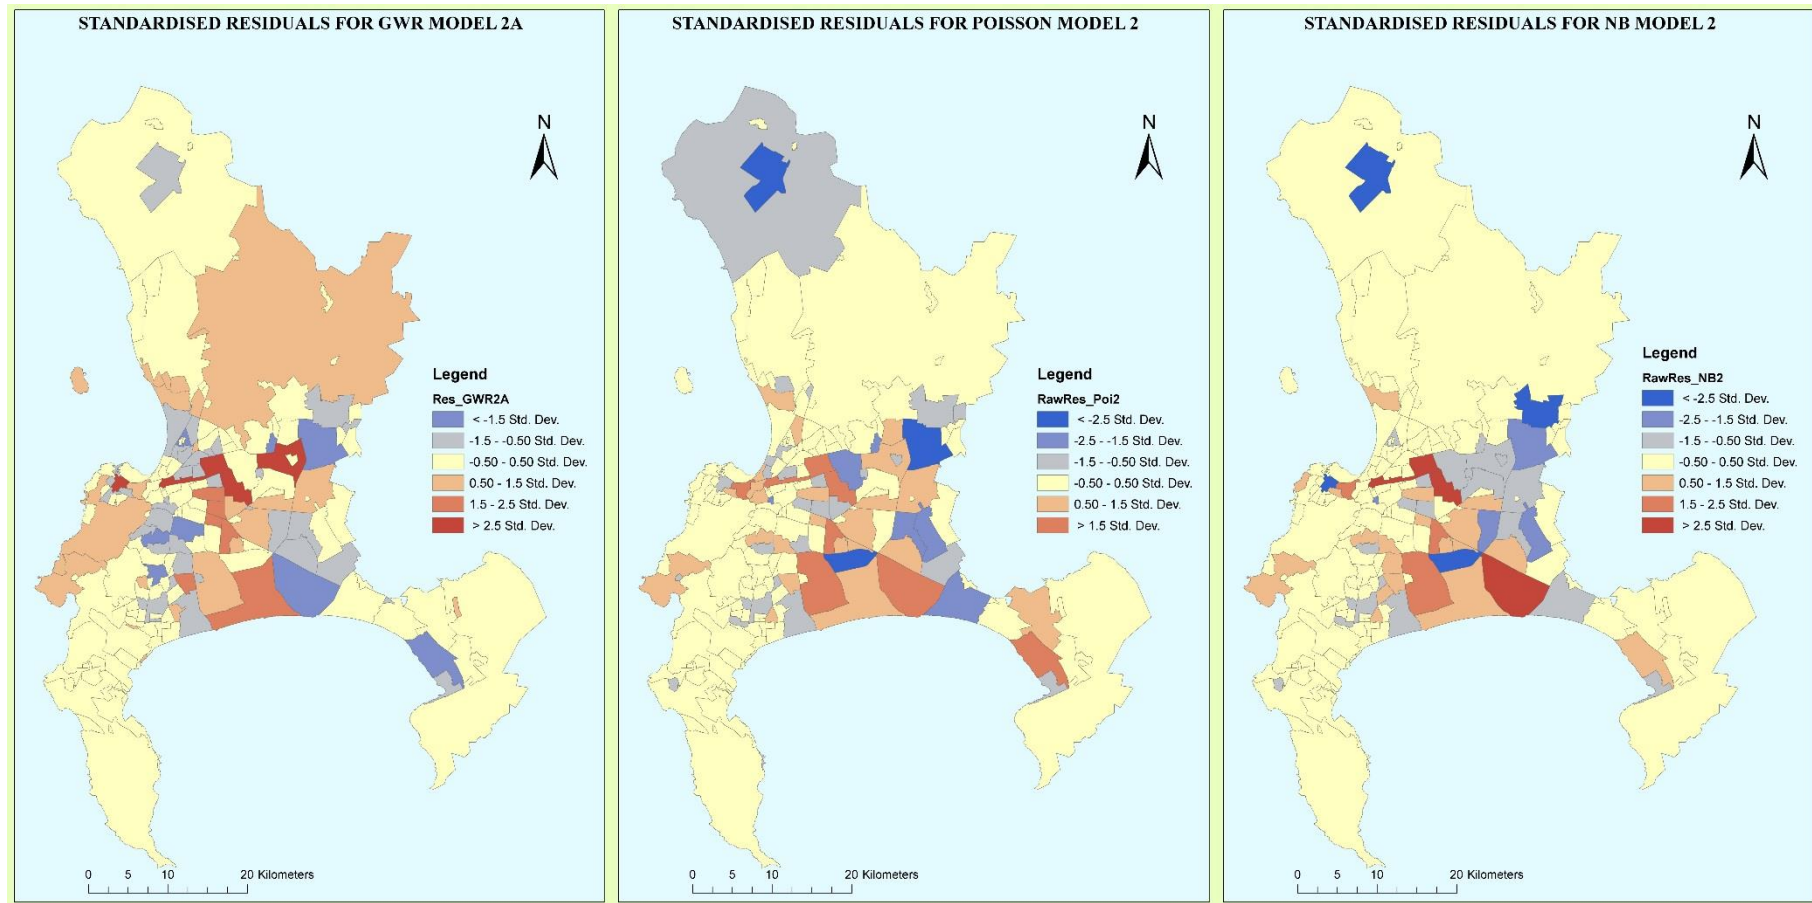 STANDARDISED RESIDUALS FOR GWR MODEL 2A
N
Legend
Res_GWR2A
< -1.5 Std. Dev.
-1.5 - -0.50 Std. Dev.
-0.50 - 0.50 Std. Dev.
0.50 - 1.5 Std. Dev.
1.5 - 2.5 Std. Dev.
> 2.5 Std. Dev.
0 5 10 20 Kilometers
STANDARDISED RESIDUALS FOR POISSON MODEL 2
N
Legend
RawRes_Poi2
< -2.5 Std. Dev.
-2.5 - -1.5 Std. Dev.
-1.5 - -0.50 Std. Dev.
-0.50 - 0.50 Std. Dev.
0.50 - 1.5 Std. Dev.
> 1.5 Std. Dev.
0 5 10 20 Kilometers
STANDARDISED RESIDUALS FOR NB MODEL 2
N
Legend
RawRes_NB2
< -2.5 Std. Dev.
-2.5 - -1.5 Std. Dev.
-1.5 - -0.50 Std. Dev.
-0.50 - 0.50 Std. Dev.
0.50 - 1.5 Std. Dev.
1.5 - 2.5 Std. Dev.
> 2.5 Std. Dev.
0 5 10 20 Kilometers